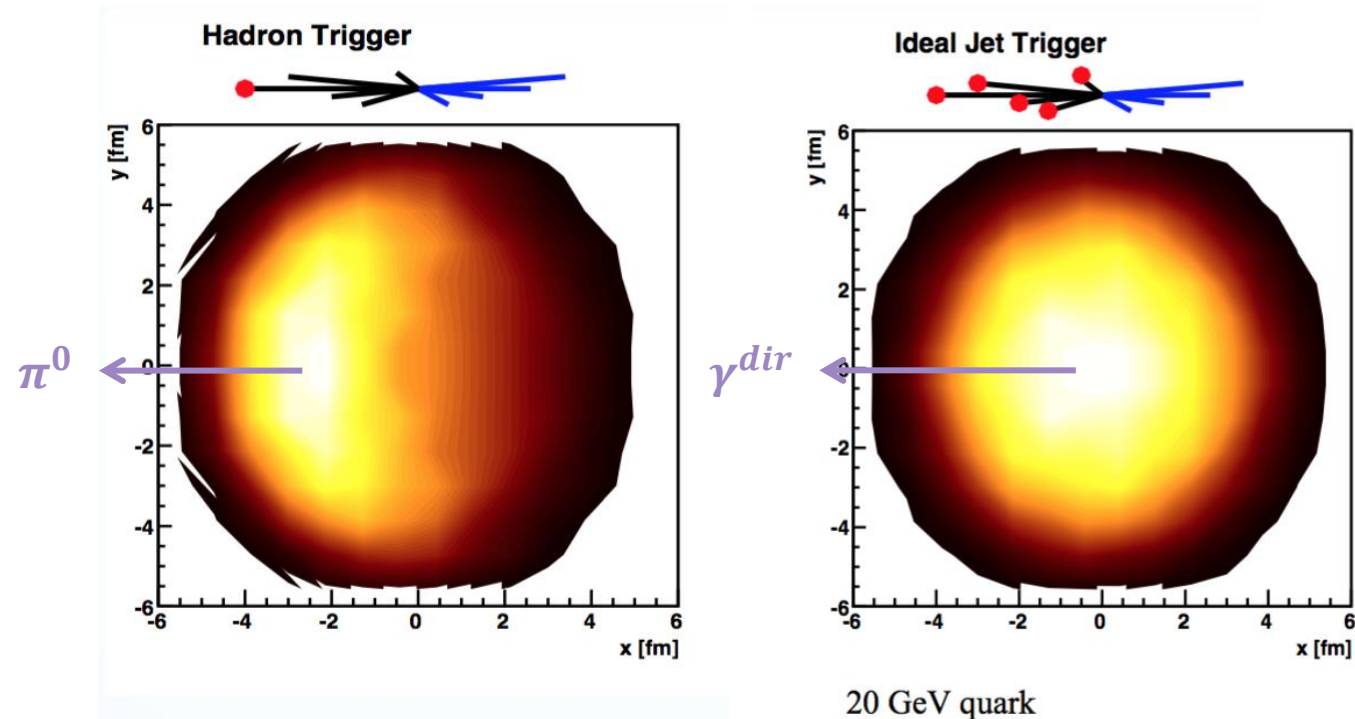 Hadron Trigger
Ideal Jet Trigger
y [fm]
6
4
2
0
-2
-4
-6
-6 -4 -2 0 2 4 6
x [fm]
π⁰
y [fm]
6
4
2
0
-2
-4
-6
-6 -4 -2 0 2 4 6
x [fm]
γᵈⁱʳ
20 GeV quark